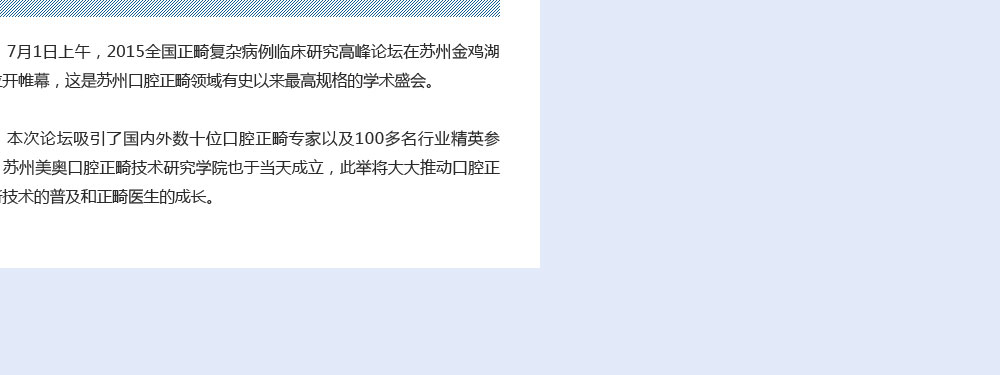 7月1日上午，2015全国正畸复杂病例临床研究高峰论坛在苏州金鸡湖
开帷幕，这是苏州口腔正畸领域有史以来最高规格的学术盛会。
本次论坛吸引了国内外数十位口腔正畸专家以及100多名行业精英参
苏州美奥口腔正畸技术研究学院也于当天成立，此举将大大推动口腔正
技术的普及和正畸医生的成长。